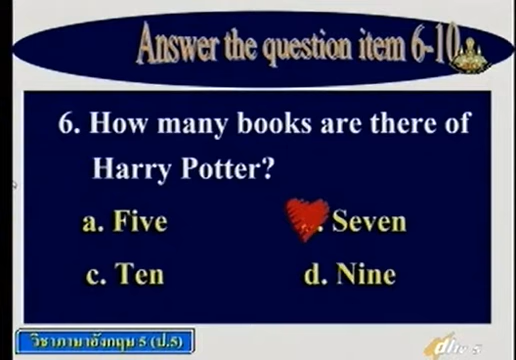 Answer the question item 6-10
6. How many books are there of
Harry Potter?
a. Five
. Seven
c. Ten
d. Nine
วิชาภาษาอังกฤษ 5 (ป.5)